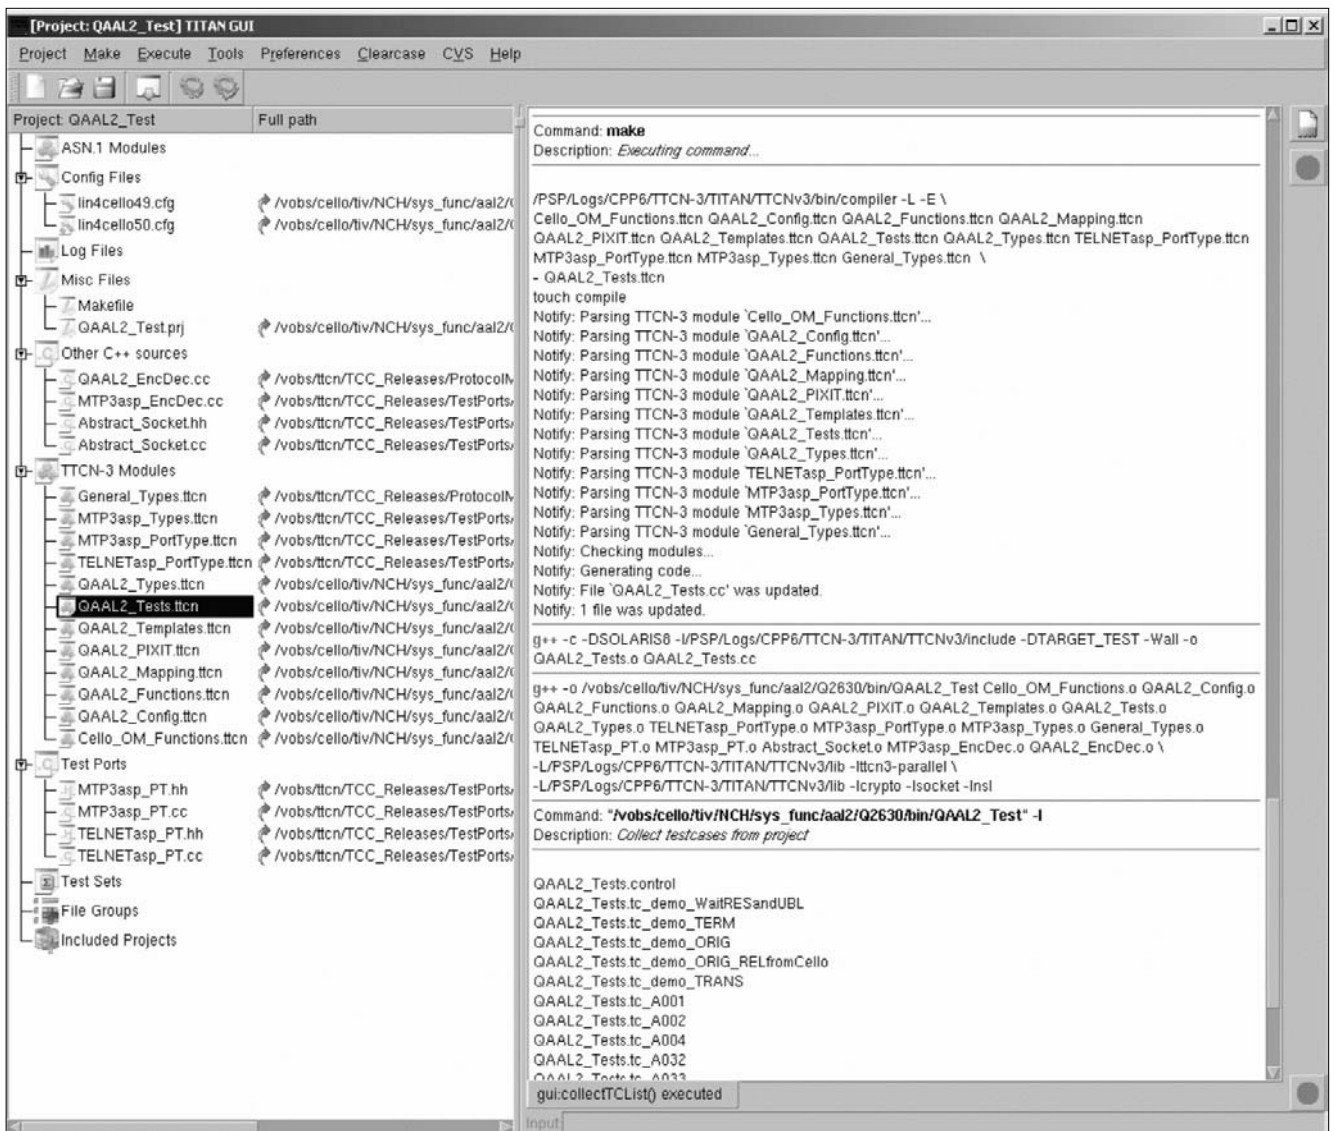 [Project: QAAL2_Test] TITAN GUI
Project Make Execute Tools Preferences Clearcase CVS Help
Project: QAAL2_Test Full path
ASN.1 Modules
Config Files
lin4cello49.cfg /vobs/cello/tiv/NCH/sys_func/aal2/
lin4cello50.cfg /vobs/cello/tiv/NCH/sys_func/aal2/
Log Files
Misc Files
Makefile
QAAL2_Test.prj /vobs/cello/tiv/NCH/sys_func/aal2/
Other C++ sources
QAAL2_EncDec.cc /vobs/ttcn/TCC_Releases/Protocol
MTP3asp_EncDec.cc /vobs/ttcn/TCC_Releases/TestPorts/
Abstract_Socket.hh /vobs/ttcn/TCC_Releases/TestPorts/
Abstract_Socket.cc /vobs/ttcn/TCC_Releases/TestPorts/
TTCN-3 Modules
General_Types.ttcn /vobs/ttcn/TCC_Releases/Protocol
MTP3asp_Types.ttcn /vobs/ttcn/TCC_Releases/TestPorts/
MTP3asp_PortType.ttcn /vobs/ttcn/TCC_Releases/TestPorts/
TELNETasp_PortType.ttcn /vobs/ttcn/TCC_Releases/TestPorts/
QAAL2_Types.ttcn /vobs/cello/tiv/NCH/sys_func/aal2/
QAAL2_Tests.ttcn /vobs/cello/tiv/NCH/sys_func/aal2/
QAAL2_Templates.ttcn /vobs/cello/tiv/NCH/sys_func/aal2/
QAAL2_PIXIT.ttcn /vobs/cello/tiv/NCH/sys_func/aal2/
QAAL2_Mapping.ttcn /vobs/cello/tiv/NCH/sys_func/aal2/
QAAL2_Functions.ttcn /vobs/cello/tiv/NCH/sys_func/aal2/
QAAL2_Config.ttcn /vobs/cello/tiv/NCH/sys_func/aal2/
Cello_OM_Functions.ttcn /vobs/cello/tiv/NCH/sys_func/aal2/
Test Ports
MTP3asp_PT.hh /vobs/ttcn/TCC_Releases/TestPorts/
MTP3asp_PT.cc /vobs/ttcn/TCC_Releases/TestPorts/
TELNETasp_PT.hh /vobs/ttcn/TCC_Releases/TestPorts/
TELNETasp_PT.cc /vobs/ttcn/TCC_Releases/TestPorts/
Test Sets
File Groups
Included Projects
Command: make
Description: Executing command...
/PSP/Logs/CPP6/TTCN-3/TITAN/TTCNv3/bin/compiler -L -E \
Cello_OM_Functions.ttcn QAAL2_Config.ttcn QAAL2_Functions.ttcn QAAL2_Mapping.ttcn
QAAL2_PIXIT.ttcn QAAL2_Templates.ttcn QAAL2_Tests.ttcn QAAL2_Types.ttcn TELNETasp_PortType.ttcn
MTP3asp_PortType.ttcn MTP3asp_Types.ttcn General_Types.ttcn \
- QAAL2_Tests.ttcn
touch compile
Notify: Parsing TTCN-3 module `Cello_OM_Functions.ttcn'...
Notify: Parsing TTCN-3 module `QAAL2_Config.ttcn'...
Notify: Parsing TTCN-3 module `QAAL2_Functions.ttcn'...
Notify: Parsing TTCN-3 module `QAAL2_Mapping.ttcn'...
Notify: Parsing TTCN-3 module `QAAL2_PIXIT.ttcn'...
Notify: Parsing TTCN-3 module `QAAL2_Templates.ttcn'...
Notify: Parsing TTCN-3 module `QAAL2_Tests.ttcn'...
Notify: Parsing TTCN-3 module `QAAL2_Types.ttcn'...
Notify: Parsing TTCN-3 module `TELNETasp_PortType.ttcn'...
Notify: Parsing TTCN-3 module `MTP3asp_PortType.ttcn'...
Notify: Parsing TTCN-3 module `MTP3asp_Types.ttcn'...
Notify: Parsing TTCN-3 module `General_Types.ttcn'...
Notify: Checking modules...
Notify: Generating code...
Notify: File `QAAL2_Tests.cc' was updated.
Notify: 1 file was updated.
g++ -c -DSOLARIS8 -I/PSP/Logs/CPP6/TTCN-3/TITAN/TTCNv3/include -DTARGET_TEST -Wall -o
QAAL2_Tests.o QAAL2_Tests.cc
g++ -o /vobs/cello/tiv/NCH/sys_func/aal2/Q2630/bin/QAAL2_Test Cello_OM_Functions.o QAAL2_Config.o
QAAL2_Functions.o QAAL2_Mapping.o QAAL2_PIXIT.o QAAL2_Templates.o QAAL2_Tests.o
QAAL2_Types.o TELNETasp_PortType.o MTP3asp_PortType.o MTP3asp_Types.o General_Types.o
TELNETasp_PT.o MTP3asp_PT.o Abstract_Socket.o MTP3asp_EncDec.o QAAL2_EncDec.o \
-L/PSP/Logs/CPP6/TTCN-3/TITAN/TTCNv3/lib -lttcn3-parallel \
-L/PSP/Logs/CPP6/TTCN-3/TITAN/TTCNv3/lib -lcrypto -lsocket -lnsl
Command: "/vobs/cello/tiv/NCH/sys_func/aal2/Q2630/bin/QAAL2_Test" -l
Description: Collect testcases from project
QAAL2_Tests.control
QAAL2_Tests.tc_demo_WaitRESandUBL
QAAL2_Tests.tc_demo_TERM
QAAL2_Tests.tc_demo_ORIG
QAAL2_Tests.tc_demo_ORIG_RELfromCello
QAAL2_Tests.tc_demo_TRANS
QAAL2_Tests.tc_A001
QAAL2_Tests.tc_A002
QAAL2_Tests.tc_A004
QAAL2_Tests.tc_A032
QAAL2_Tests.tc_A033
gui:collectTCList() executed
Input: